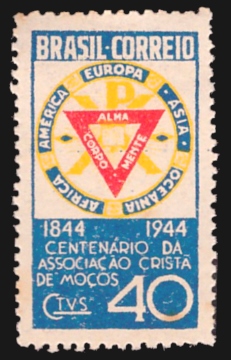 BRASIL-CORREIO
EUROPA
AMERICA
ASIA
AFRICA
OCEANIA
ALMA
CORPO
MENTE
1844 1944
CENTENÁRIO DA
ASSOCIAÇÃO CRISTÃ
DE MOÇOS
CTVS. 40